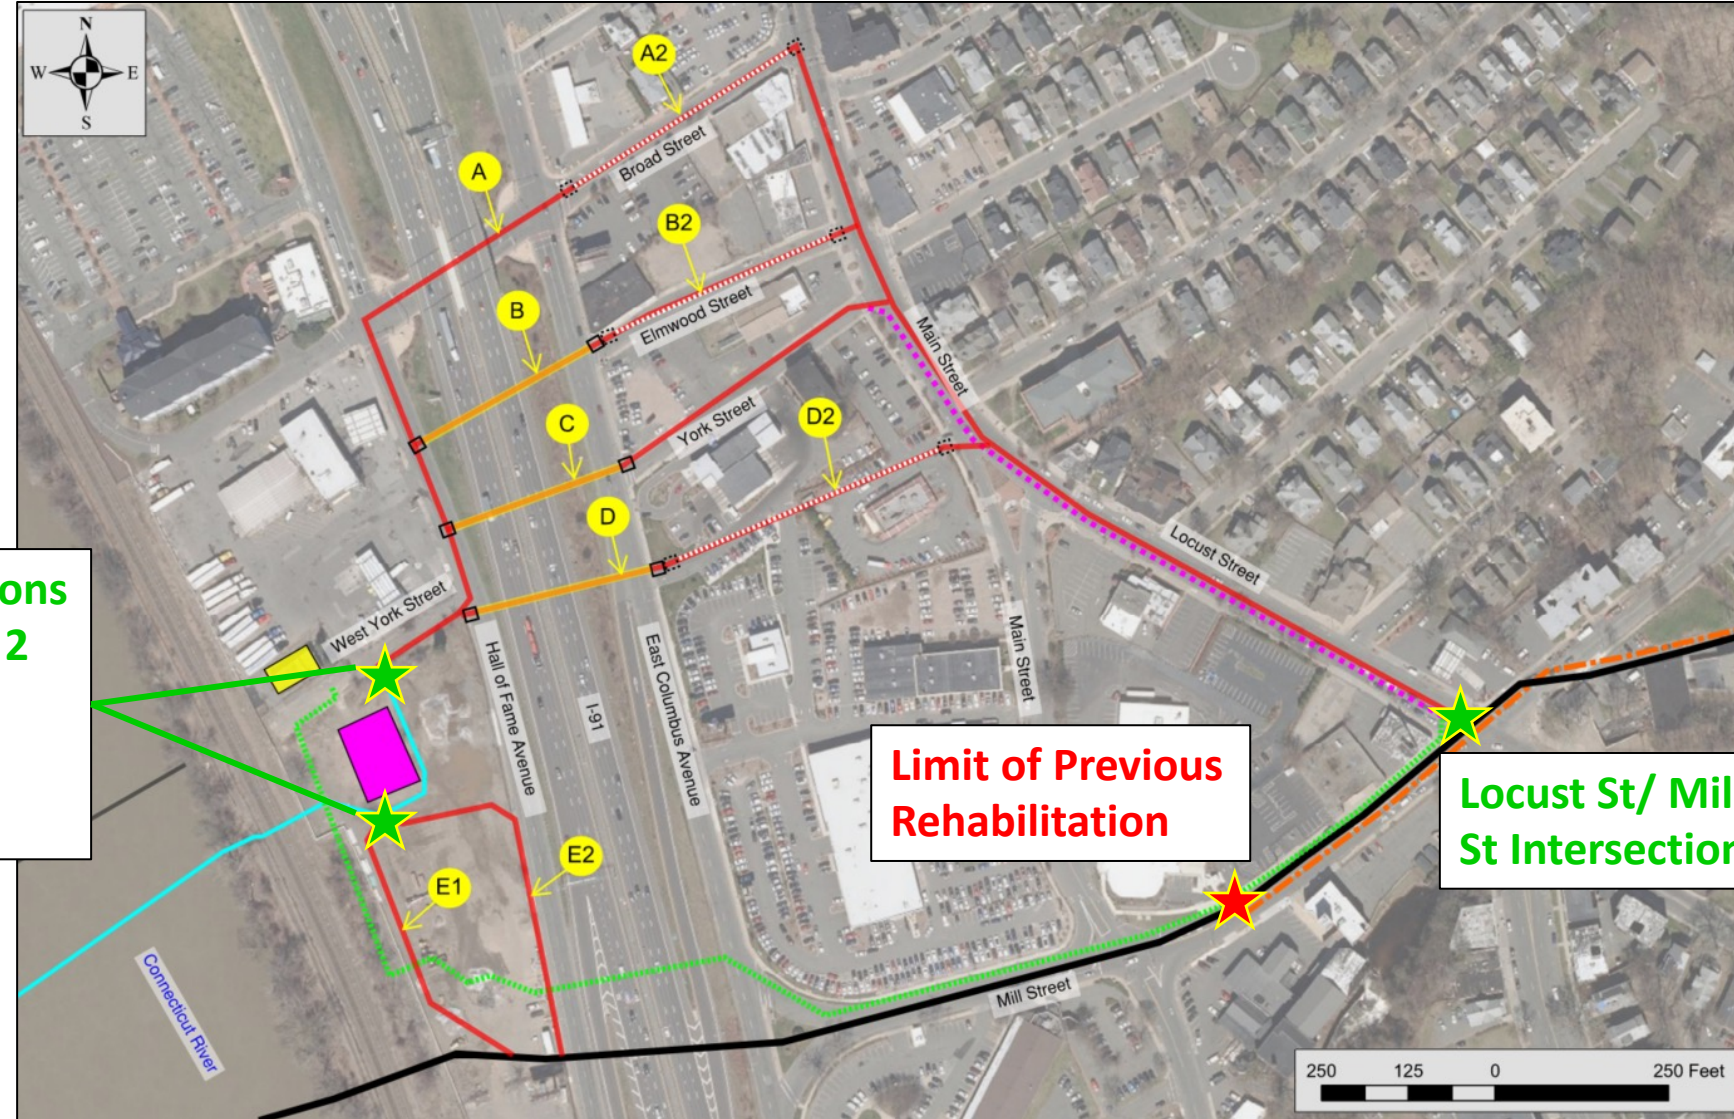 N
W E
S
A2
A
Broad Street
B2
B
Elmwood Street
Main Street
C
York Street
D2
D
Locust Street
ons
2
West York Street
Hall of Fame Avenue
I-91
East Columbus Avenue
Main Street
Limit of Previous
Rehabilitation
Locust St/ Mil
St Intersection
E2
E1
Connecticut River
Mill Street
250 125 0 250 Feet